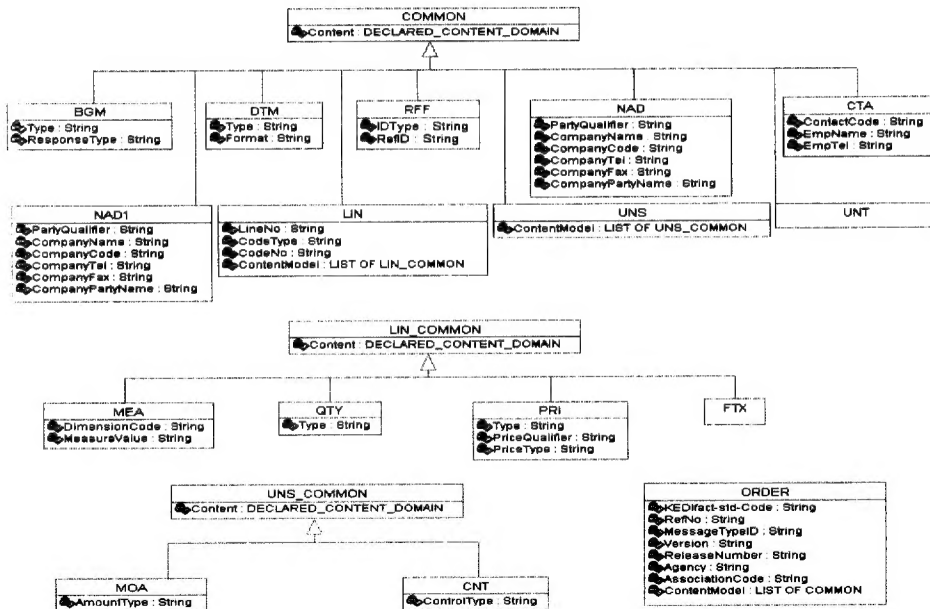 COMMON
Content : DECLARED_CONTENT_DOMAIN
BGM
Type : String
ResponseType : String
DTM
Type : String
Format : String
RFF
IDType : String
RefID : String
NAD
PartyQualifier : String
CompanyName : String
CompanyCode : String
CompanyTel : String
CompanyFax : String
CompanyPartyName : String
CTA
ContactCode : String
EmpName : String
EmpTel : String
NAD1
PartyQualifier : String
CompanyName : String
CompanyCode : String
CompanyTel : String
CompanyFax : String
CompanyPartyName : String
LIN
LineNo : String
CodeType : String
CodeNo : String
ContentModel : LIST OF LIN_COMMON
UNS
ContentModel : LIST OF UNS_COMMON
UNT
LIN_COMMON
Content : DECLARED_CONTENT_DOMAIN
MEA
DimensionCode : String
MeasureValue : String
QTY
Type : String
PRI
Type : String
PriceQualifier : String
PriceType : String
FTX
UNS_COMMON
Content : DECLARED_CONTENT_DOMAIN
MOA
AmountType : String
CNT
ControlType : String
ORDER
KEDIfact-std-Code : String
RefNo : String
MessageTypeID : String
Version : String
ReleaseNumber : String
Agency : String
AssociationCode : String
ContentModel : LIST OF COMMON